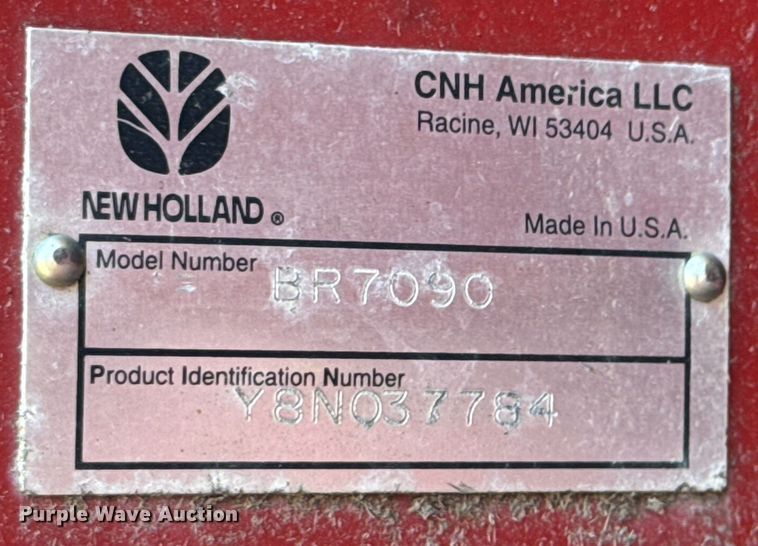 CNH America LLC
Racine, WI 53404 U.S.A.
NEW HOLLAND ®
Made In U.S.A.
Model Number
BR7090
Product Identification Number
Y8N037784
Purple Wave Auction